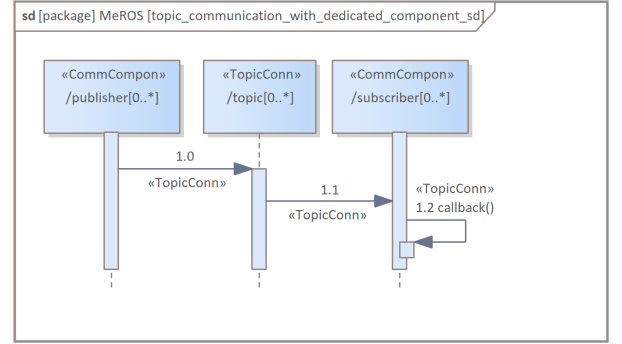 sd [package] MeROS [topic_communication_with_dedicated_component_sd]
«CommCompon»
/publisher[0..*]
«TopicConn»
/topic[0..*]
«CommCompon»
/subscriber[0..*]
1.0
«TopicConn»
1.1
«TopicConn»
«TopicConn»
1.2 callback()